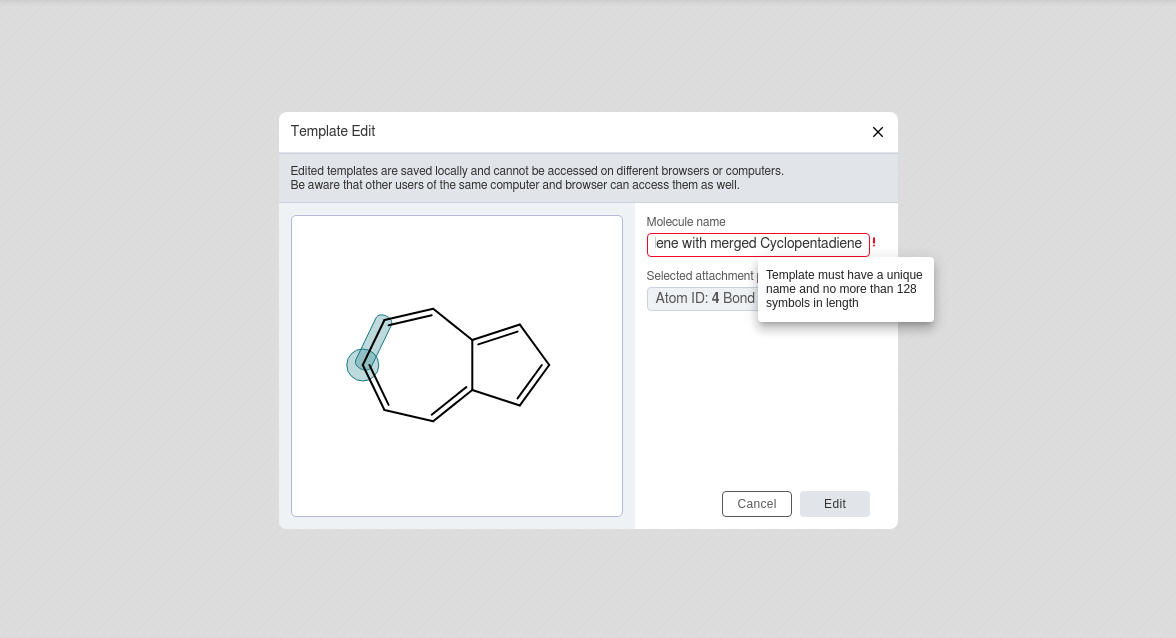 Template Edit
Edited templates are saved locally and cannot be accessed on different browsers or computers.
Be aware that other users of the same computer and browser can access them as well.
Molecule name
ene with merged Cyclopentadiene
!
Selected attachment
Template must have a unique
name and no more than 128
symbols in length
Atom ID: 4 Bond
Cancel
Edit